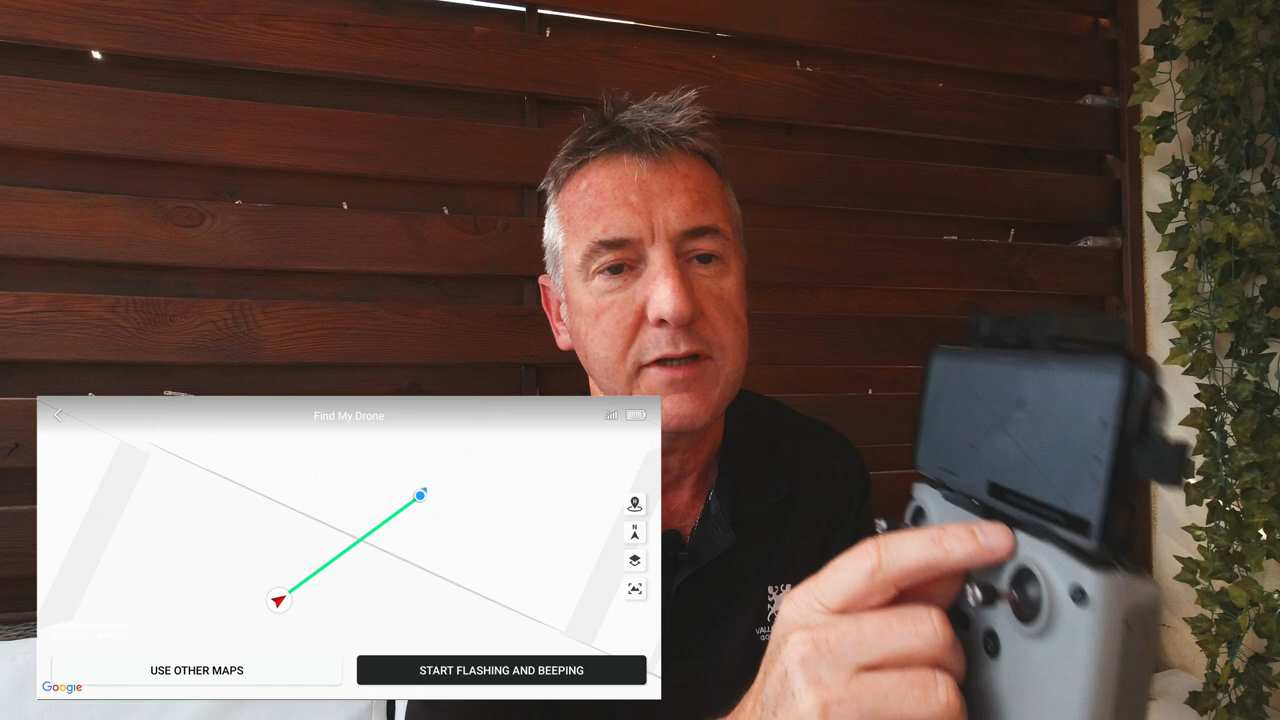 Find My Drone
N
USE OTHER MAPS
START FLASHING AND BEEPING
Google